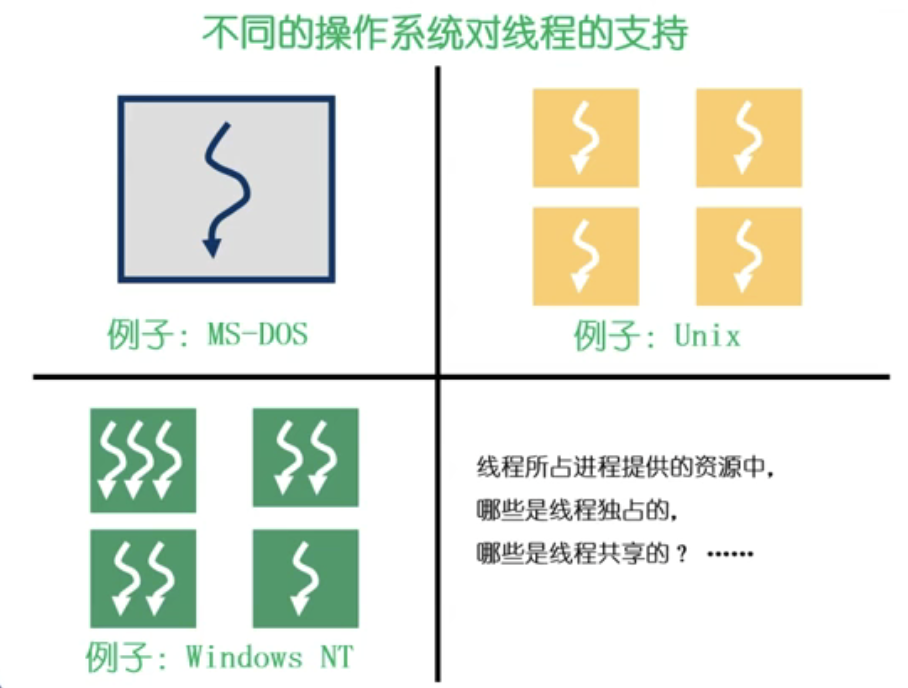 不同的操作系统对线程的支持
例子：MS-DOS
例子：Unix
例子：Windows NT
线程所占进程提供的资源中，
哪些是线程独占的，
哪些是线程共享的？ ……